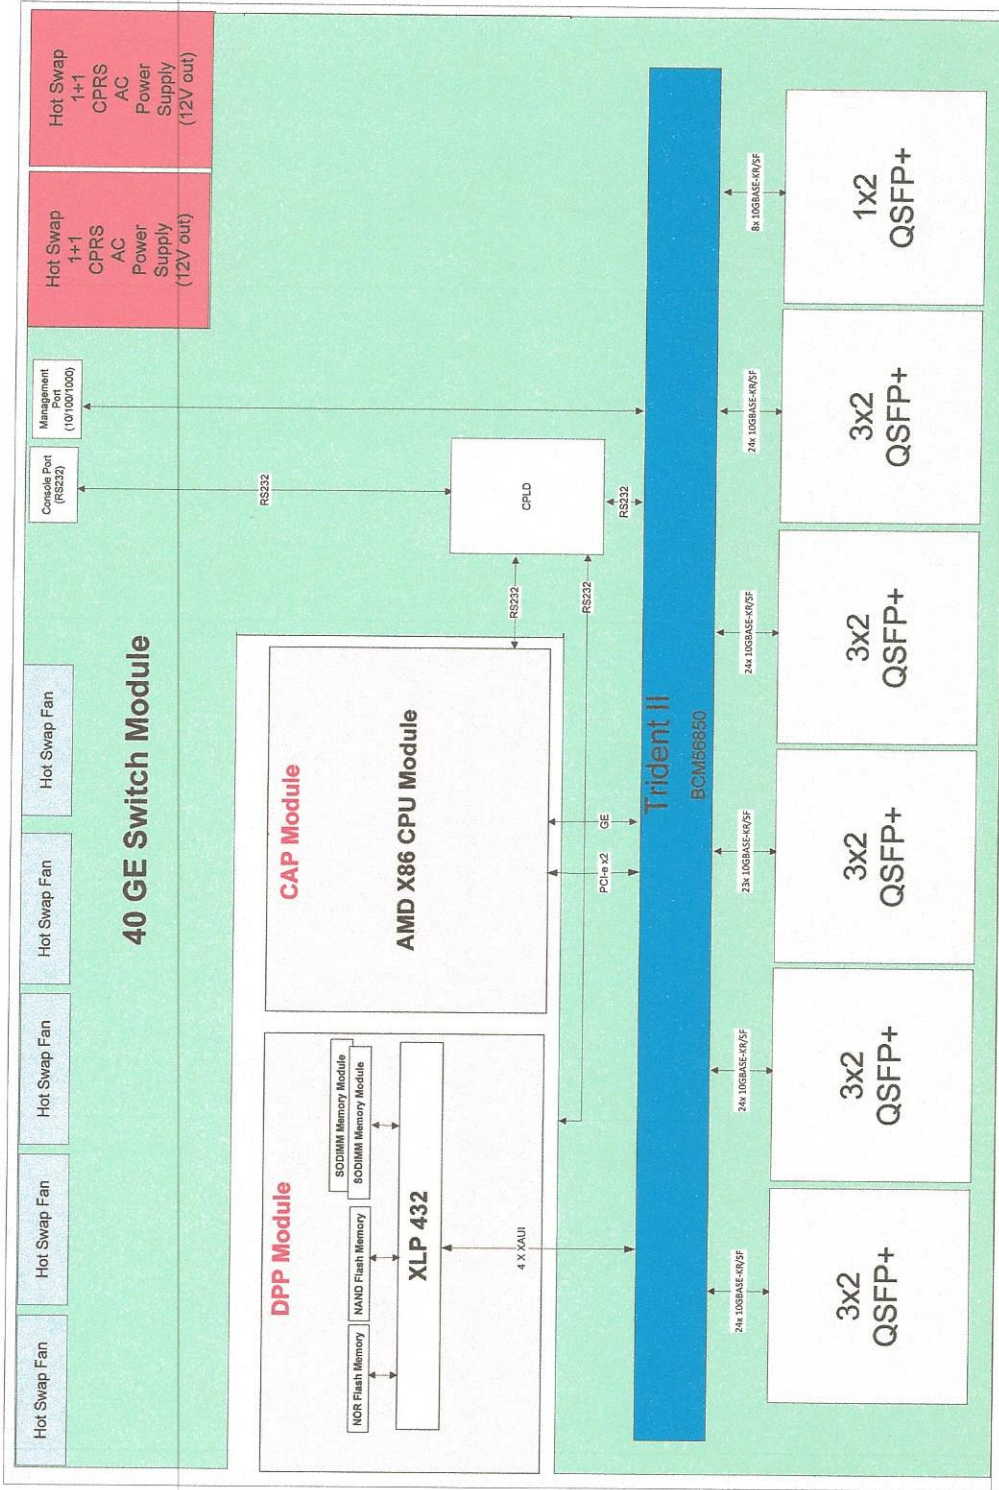 Hot Swap Fan
Hot Swap Fan
Hot Swap Fan
Hot Swap Fan
Hot Swap Fan
Console Port
(RS232)
Management
Port
(10/100/1000)
Hot Swap
1+1
CPRS
AC
Power
Supply
(12V out)
Hot Swap
1+1
CPRS
AC
Power
Supply
(12V out)
40 GE Switch Module
RS232
DPP Module
SODIMM Memory Module
SODIMM Memory Module
NOR Flash Memory
NAND Flash Memory
XLP 432
4 X XAUI
CAP Module
AMD X86 CPU Module
RS232
CPLD
RS232
PCI-e x2
GE
RS232
Trident II
BCM56850
24x 10GBASE-KR/SF
24x 10GBASE-KR/SF
23x 10GBASE-KR/SF
24x 10GBASE-KR/SF
24x 10GBASE-KR/SF
8x 10GBASE-KR/SF
3x2
QSFP+
3x2
QSFP+
3x2
QSFP+
3x2
QSFP+
3x2
QSFP+
1x2
QSFP+